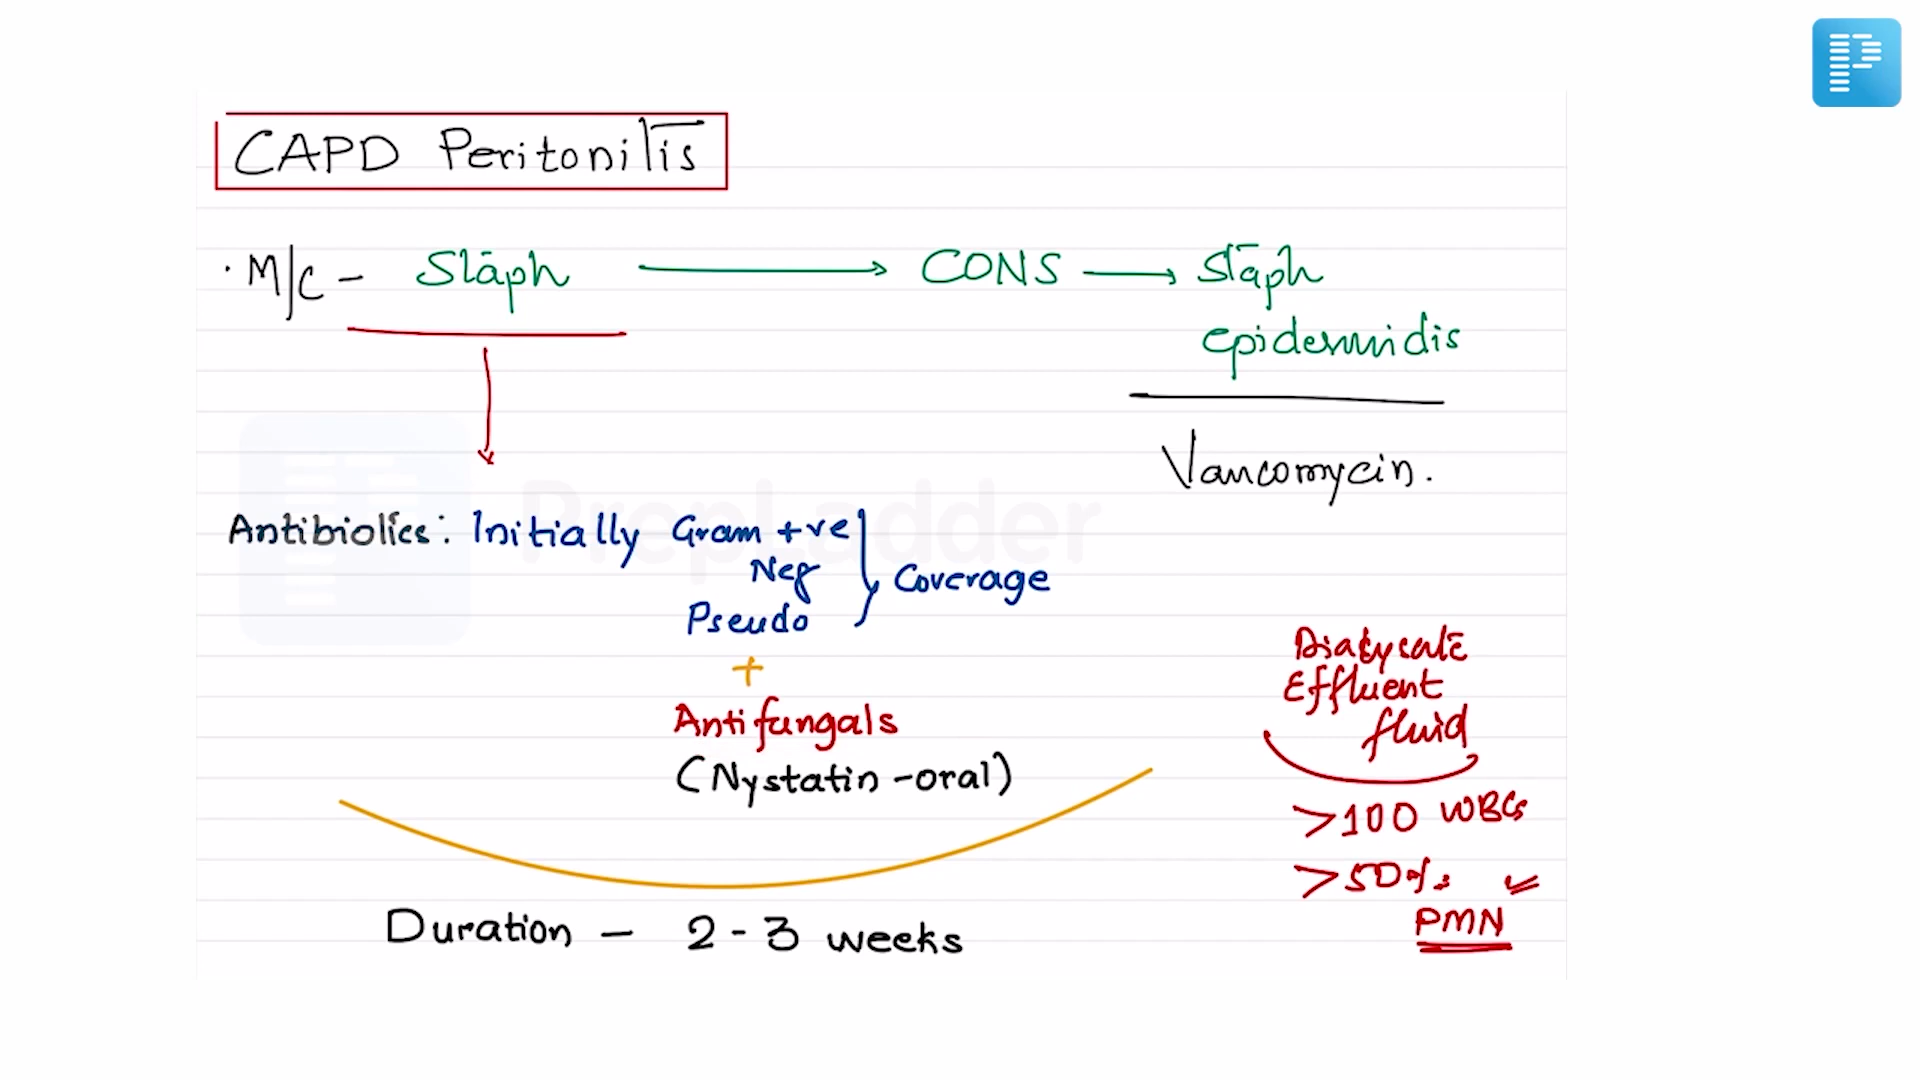 CAPD Peritonitis
· M/C - Staph → CONS → Staph
epidermidis
Vancomycin.
PrepLadder
Antibiotics: Initially Gram +ve
Neg
Coverage
Pseudo
+
Antifungals
(Nystatin - oral)
Duration - 2 - 3 weeks
Dialysate
Effluent
fluid
>100 WBCs
>50%
PMN